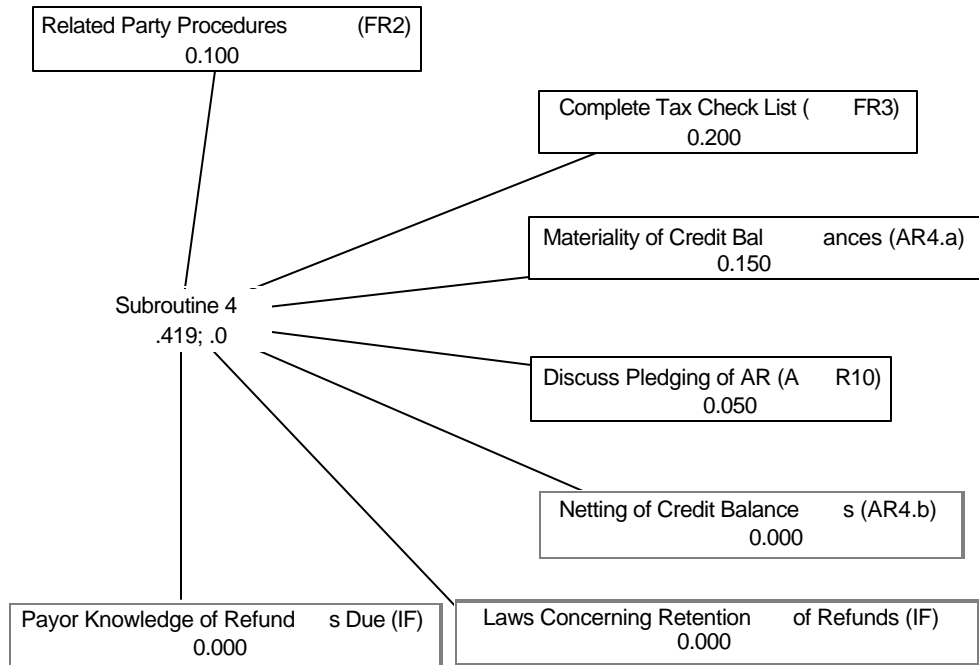 Related Party Procedures (FR2)
0.100
Complete Tax Check List ( FR3)
0.200
Materiality of Credit Bal ances (AR4.a)
0.150
Subroutine 4
.419; .0
Discuss Pledging of AR (A R10)
0.050
Netting of Credit Balance s (AR4.b)
0.000
Payor Knowledge of Refund s Due (IF)
0.000
Laws Concerning Retention of Refunds (IF)
0.000